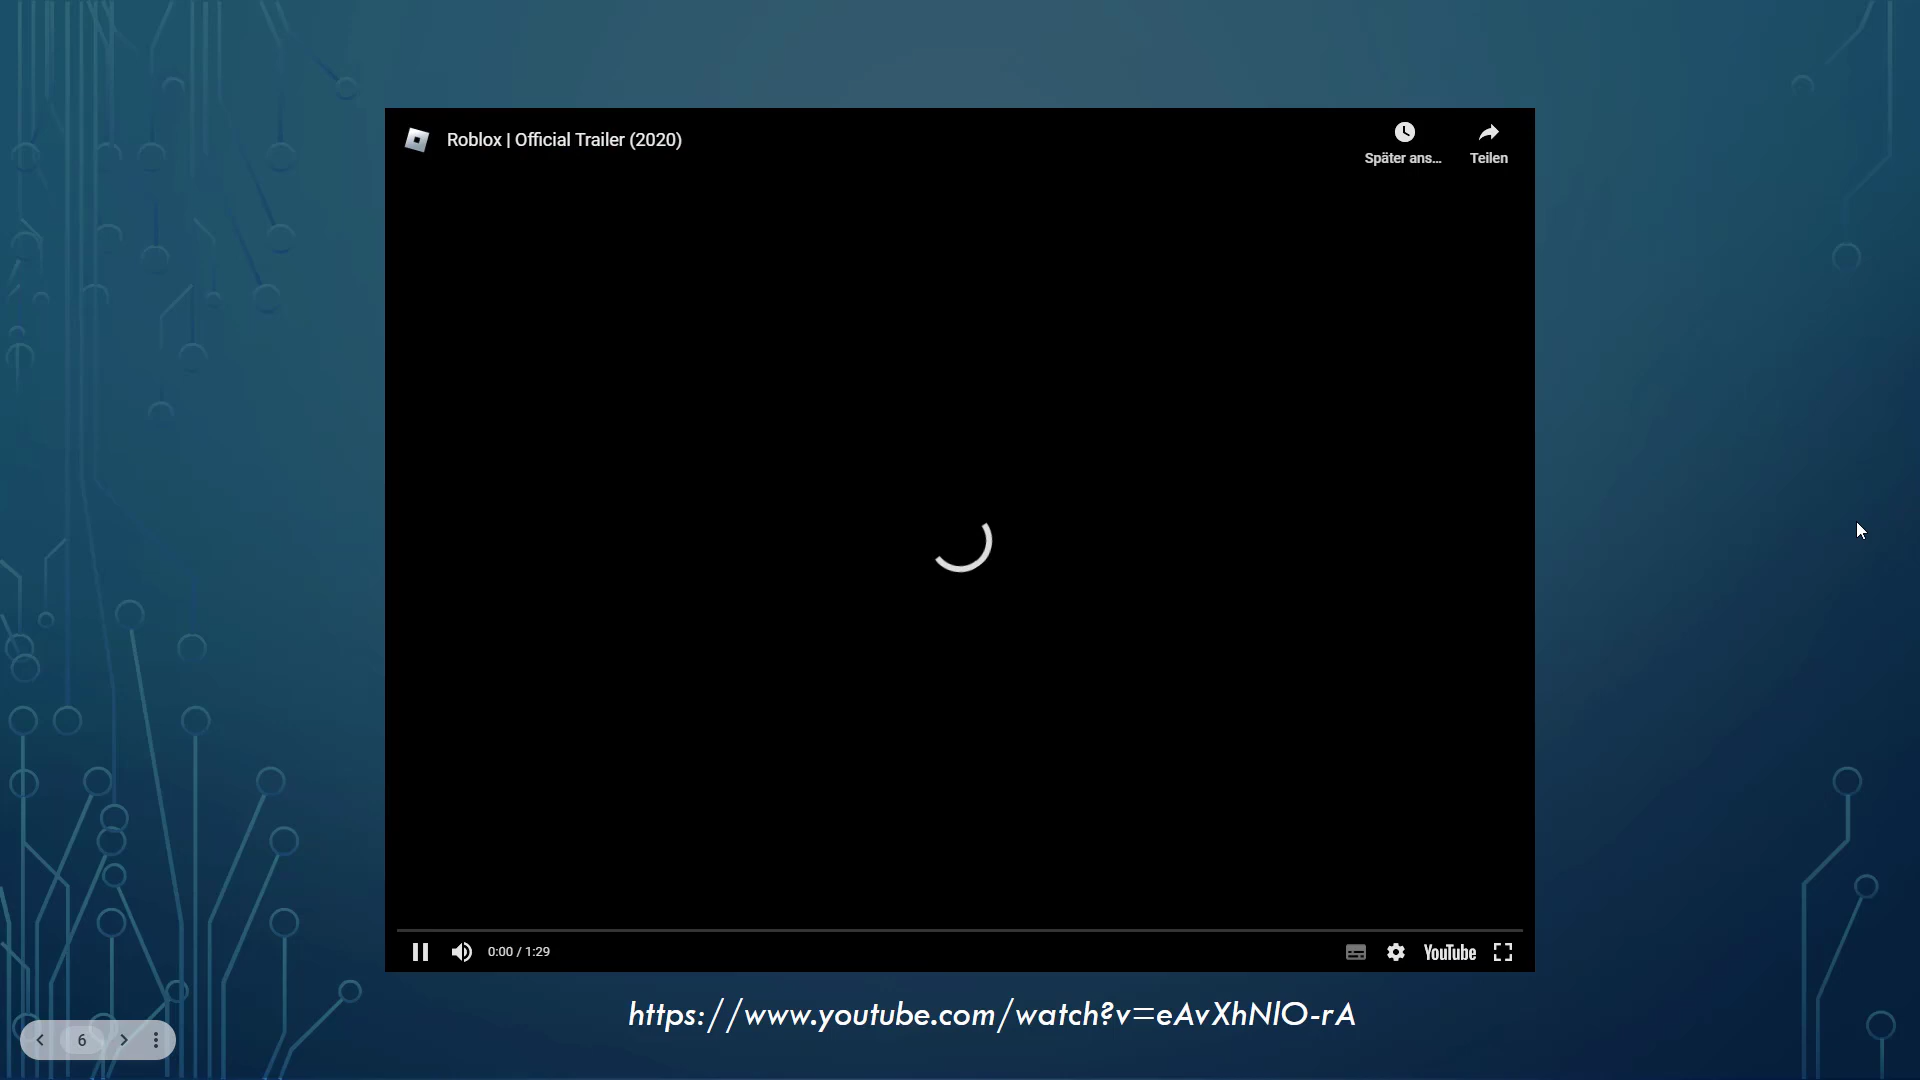 Roblox | Official Trailer (2020)
Später ans...
Teilen
0:00 / 1:29
YouTube
https://www.youtube.com/watch?v=eAvXhNlO-rA
6